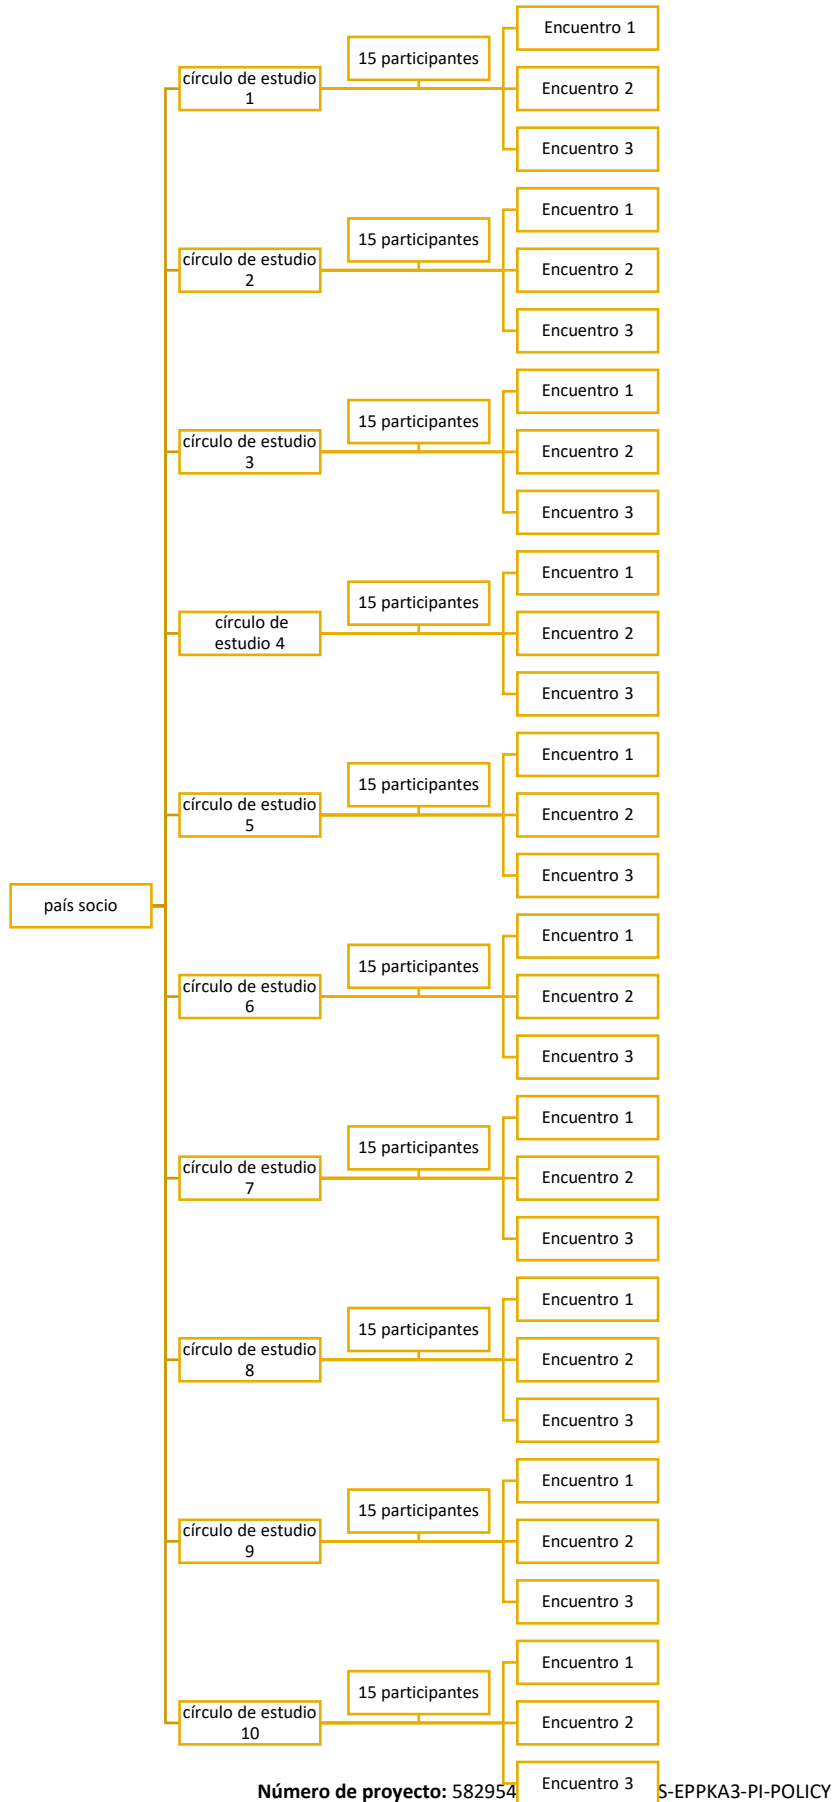 país socio
círculo de estudio
1
15 participantes
Encuentro 1
Encuentro 2
Encuentro 3
círculo de estudio
2
15 participantes
Encuentro 1
Encuentro 2
Encuentro 3
círculo de estudio
3
15 participantes
Encuentro 1
Encuentro 2
Encuentro 3
círculo de
estudio 4
15 participantes
Encuentro 1
Encuentro 2
Encuentro 3
círculo de estudio
5
15 participantes
Encuentro 1
Encuentro 2
Encuentro 3
círculo de estudio
6
15 participantes
Encuentro 1
Encuentro 2
Encuentro 3
círculo de estudio
7
15 participantes
Encuentro 1
Encuentro 2
Encuentro 3
círculo de estudio
8
15 participantes
Encuentro 1
Encuentro 2
Encuentro 3
círculo de estudio
9
15 participantes
Encuentro 1
Encuentro 2
Encuentro 3
círculo de estudio
10
15 participantes
Encuentro 1
Encuentro 2
Encuentro 3
Número de proyecto: 582954 S-EPPKA3-PI-POLICY